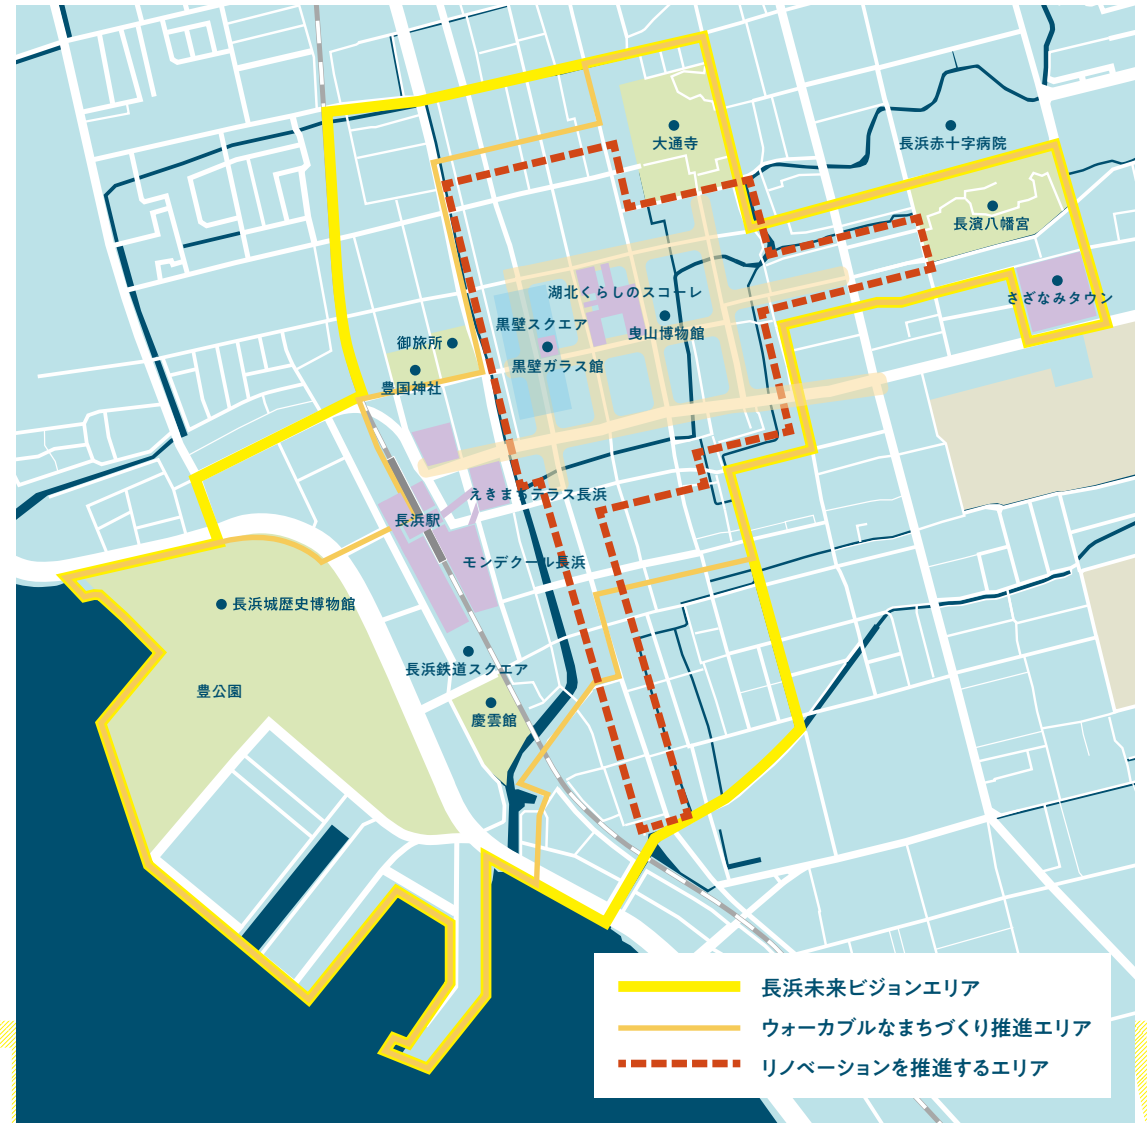 大通寺
長浜赤十字病院
長濱八幡宮
湖北くらしのスコーレ
さざなみタウン
黒壁スクエア
曳山博物館
御旅所
黒壁ガラス館
豊国神社
えきまちテラス長浜
長浜駅
モンデクール長浜
長浜城歴史博物館
長浜鉄道スクエア
豊公園
慶雲館
長浜未来ビジョンエリア
ウォーカブルなまちづくり推進エリア
リノベーションを推進するエリア